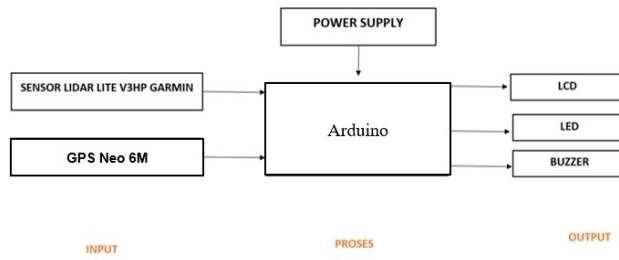 POWER SUPPLY
SENSOR LIDAR LITE V3HP GARMIN
LCD
Arduino
LED
GPS Neo 6M
BUZZER
INPUT
PROSES
OUTPUT